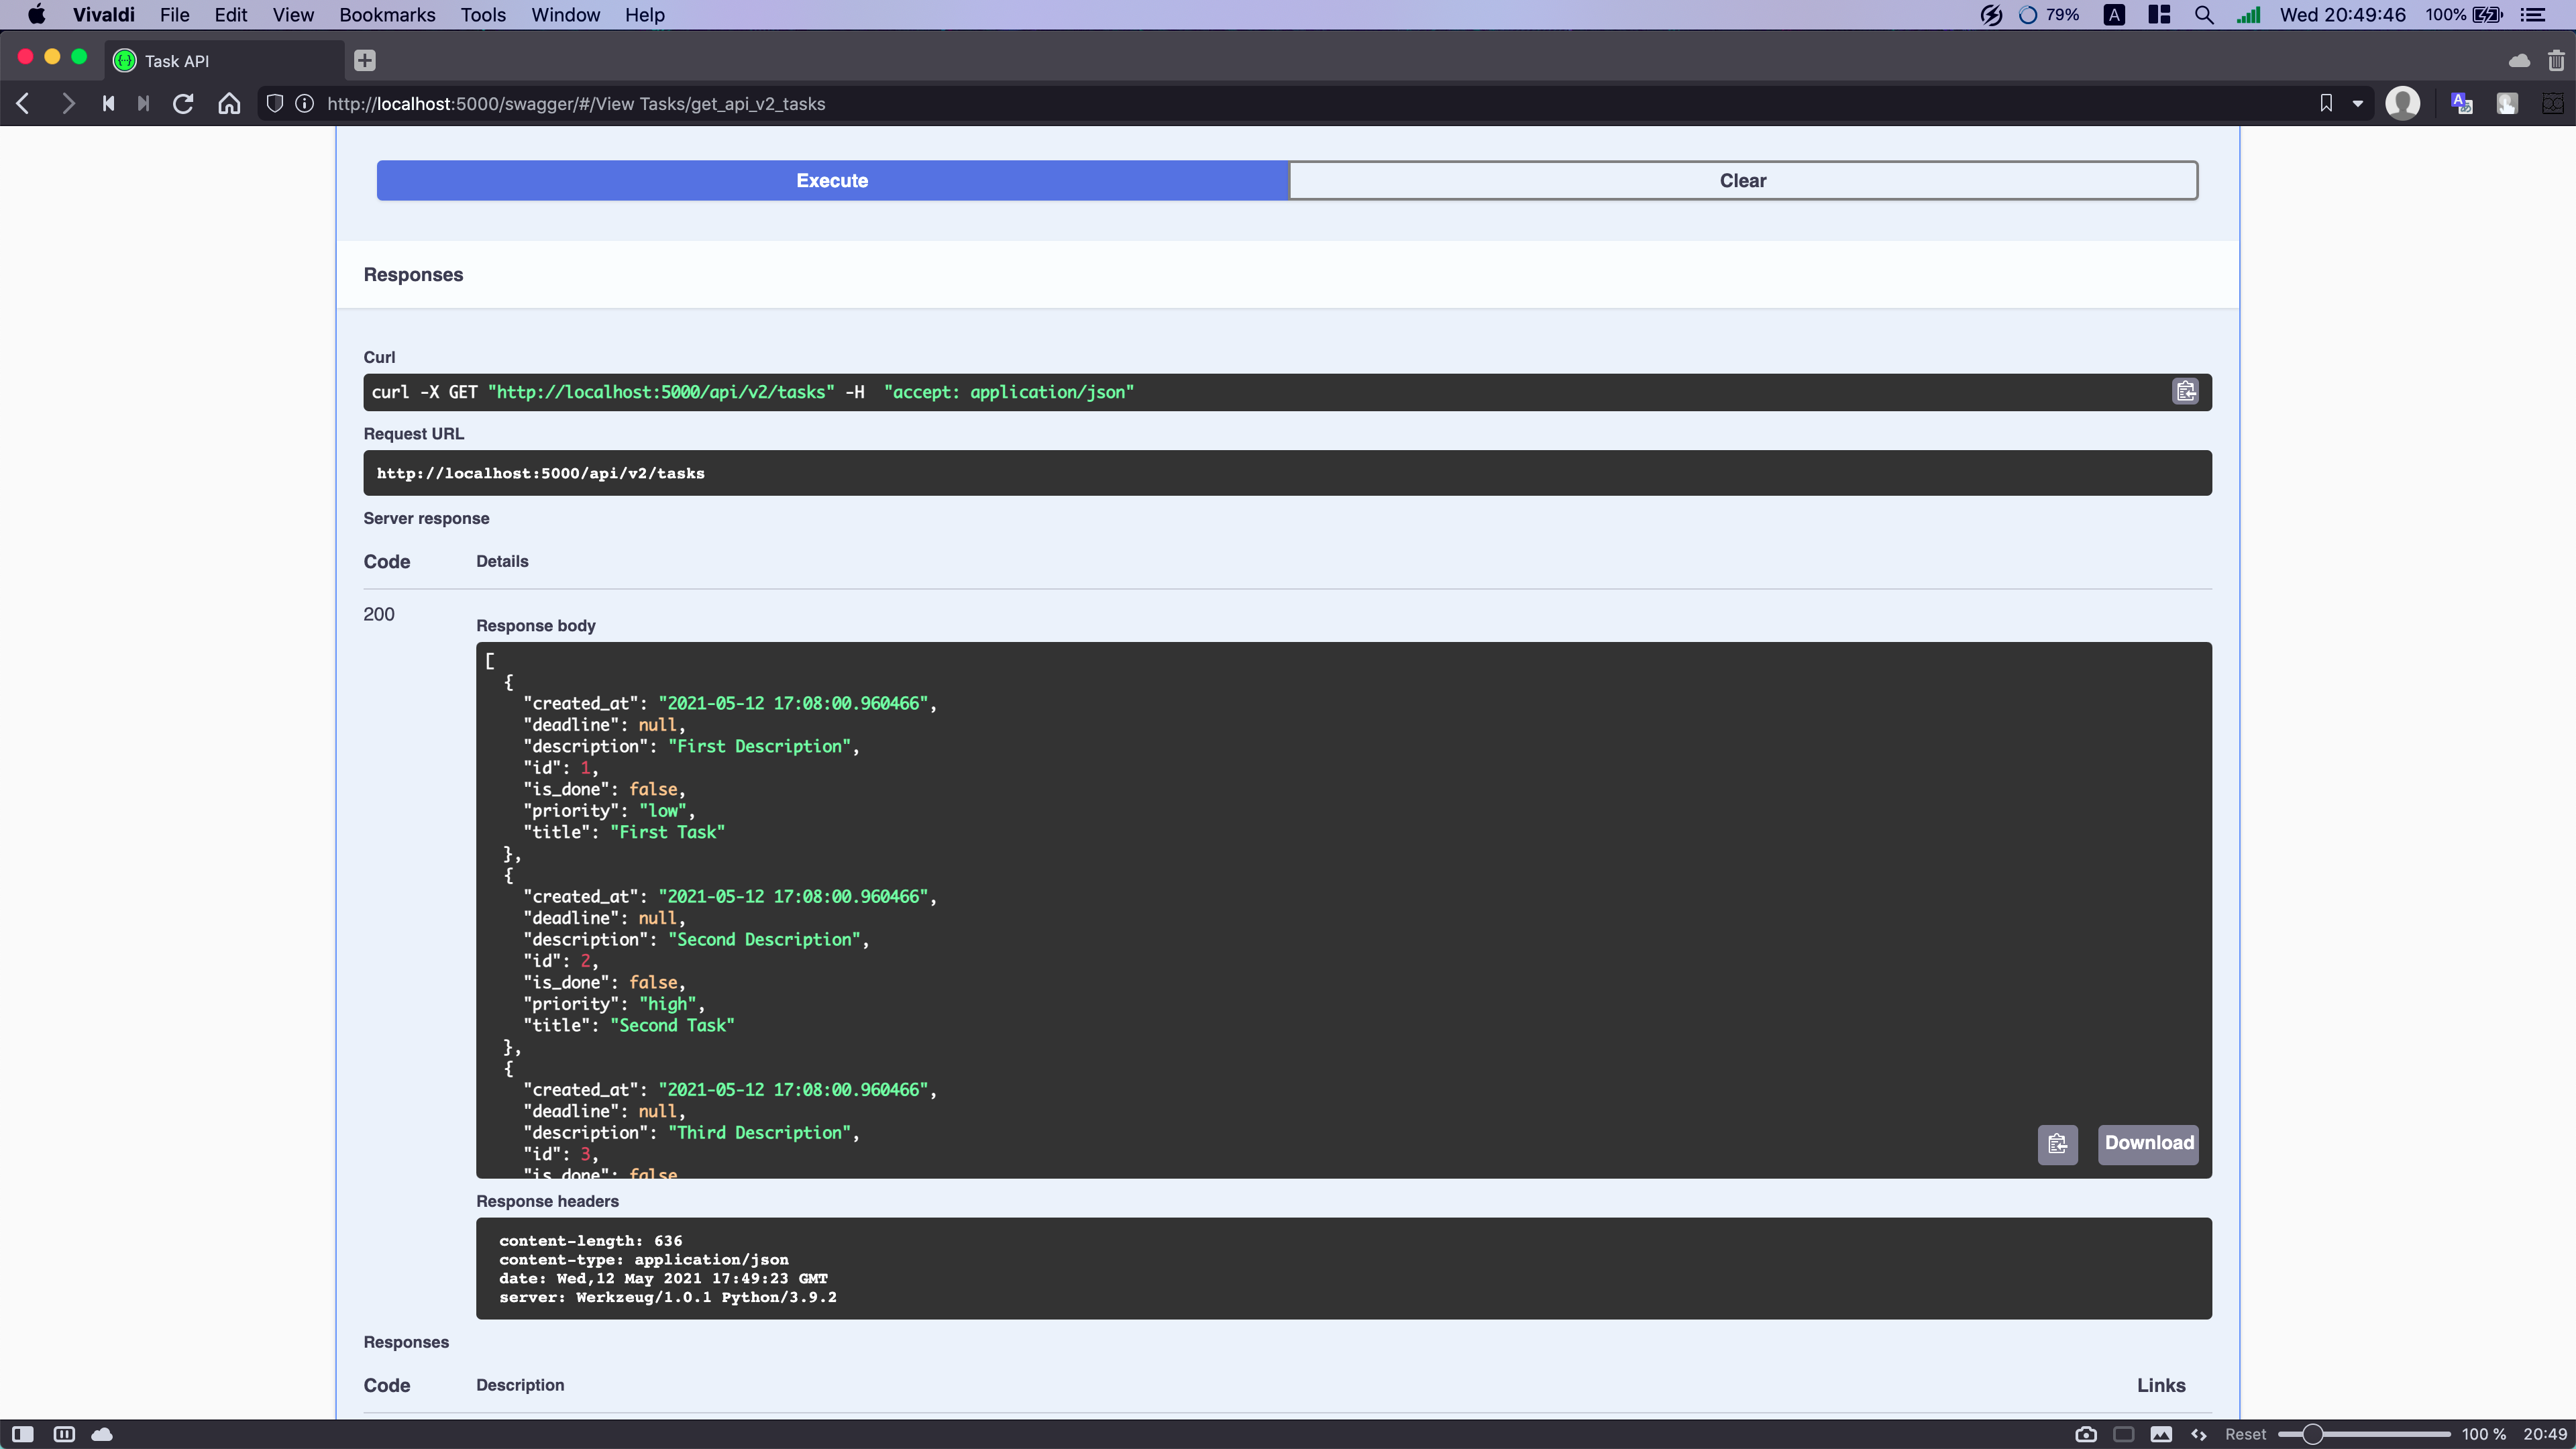 Vivaldi File Edit View Bookmarks Tools Window Help 79% A Wed 20:49:46 100%
Task API
http://localhost:5000/swagger/#/View Tasks/get_api_v2_tasks
Execute
Clear
Responses
Curl
curl -X GET "http://localhost:5000/api/v2/tasks" -H  "accept: application/json"
Request URL
http://localhost:5000/api/v2/tasks
Server response
Code Details
200
Response body
[
  {
    "created_at": "2021-05-12 17:08:00.960466",
    "deadline": null,
    "description": "First Description",
    "id": 1,
    "is_done": false,
    "priority": "low",
    "title": "First Task"
  },
  {
    "created_at": "2021-05-12 17:08:00.960466",
    "deadline": null,
    "description": "Second Description",
    "id": 2,
    "is_done": false,
    "priority": "high",
    "title": "Second Task"
  },
  {
    "created_at": "2021-05-12 17:08:00.960466",
    "deadline": null,
    "description": "Third Description",
    "id": 3,
    "is_done": false
Download
Response headers
content-length: 636
content-type: application/json
date: Wed,12 May 2021 17:49:23 GMT
server: Werkzeug/1.0.1 Python/3.9.2
Responses
Code Description Links
Reset 100 % 20:49